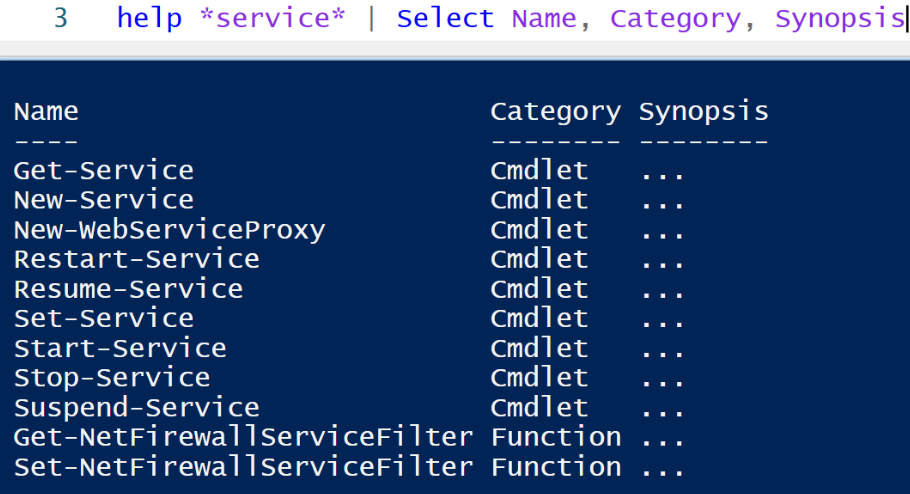 3 help *service* | Select Name, Category, Synopsis
Name Category Synopsis
---- -------- --------
Get-Service Cmdlet ...
New-Service Cmdlet ...
New-WebServiceProxy Cmdlet ...
Restart-Service Cmdlet ...
Resume-Service Cmdlet ...
Set-Service Cmdlet ...
Start-Service Cmdlet ...
Stop-Service Cmdlet ...
Suspend-Service Cmdlet ...
Get-NetFirewallServiceFilter Function ...
Set-NetFirewallServiceFilter Function ...